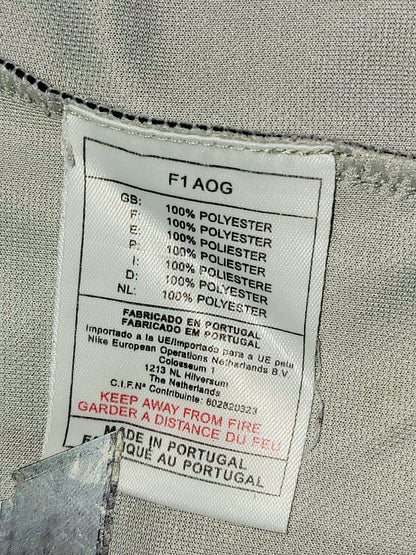 F1 AOG
GB: 100% POLYESTER
F: 100% POLYESTER
E: 100% POLIESTER
P: 100% POLIESTER
I: 100% POLIESTERE
D: 100% POLYESTER
NL: 100% POLYESTER
FABRICADO EN PORTUGAL
FABRICADO EM PORTUGAL
Importado a la UE/Importado para a UE pela
Nike European Operations Netherlands B.V.
Colosseum 1
1213 NL Hilversum
The Netherlands
C.I.F.Nº Contribuinte: 602820323
KEEP AWAY FROM FIRE
GARDER A DISTANCE DU FEU
MADE IN PORTUGAL
AU PORTUGAL